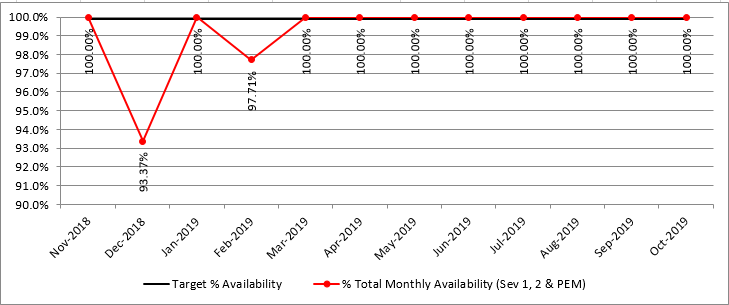 100.0%
99.0%
98.0%
97.0%
96.0%
95.0%
94.0%
93.0%
92.0%
91.0%
90.0%
100.00%
93.37%
100.00%
97.71%
100.00%
100.00%
100.00%
100.00%
100.00%
100.00%
100.00%
100.00%
Nov-2018
Dec-2018
Jan-2019
Feb-2019
Mar-2019
Apr-2019
May-2019
Jun-2019
Jul-2019
Aug-2019
Sep-2019
Oct-2019
Target % Availability
% Total Monthly Availability (Sev 1, 2 & PEM)